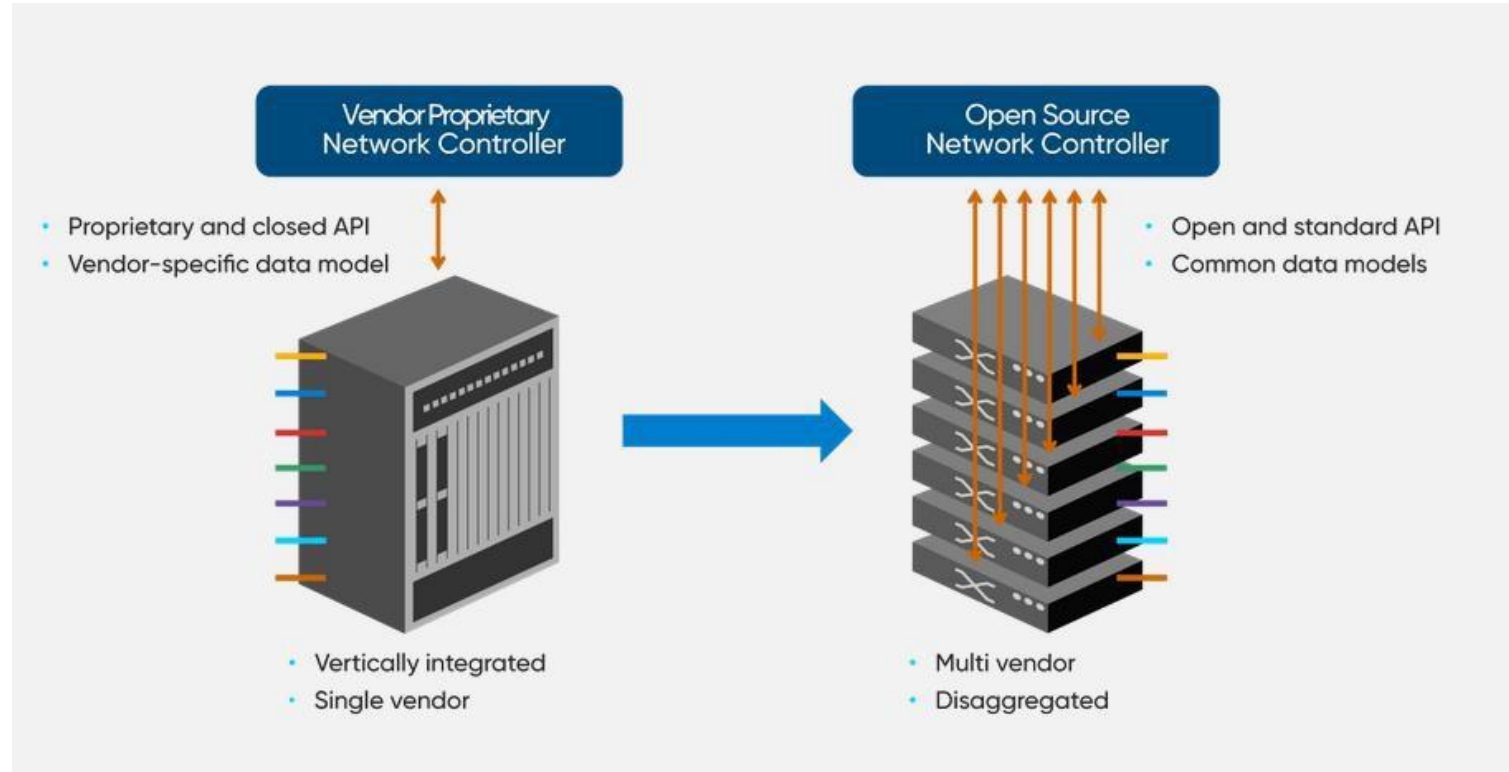 Vendor Proprietary
Network Controller
• Proprietary and closed API
• Vendor-specific data model
• Vertically integrated
• Single vendor
Open Source
Network Controller
• Open and standard API
• Common data models
• Multi vendor
• Disaggregated